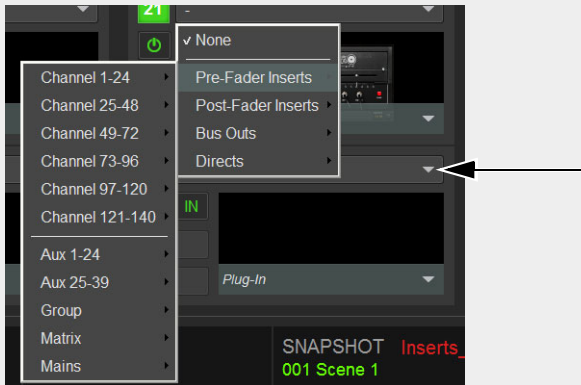 21 -
✓ None
Pre-Fader Inserts
Post-Fader Inserts
Bus Outs
Directs
Channel 1-24
Channel 25-48
Channel 49-72
Channel 73-96
Channel 97-120
Channel 121-140
Aux 1-24
Aux 25-39
Group
Matrix
Mains
IN
Plug-In
SNAPSHOT Inserts_
001 Scene 1